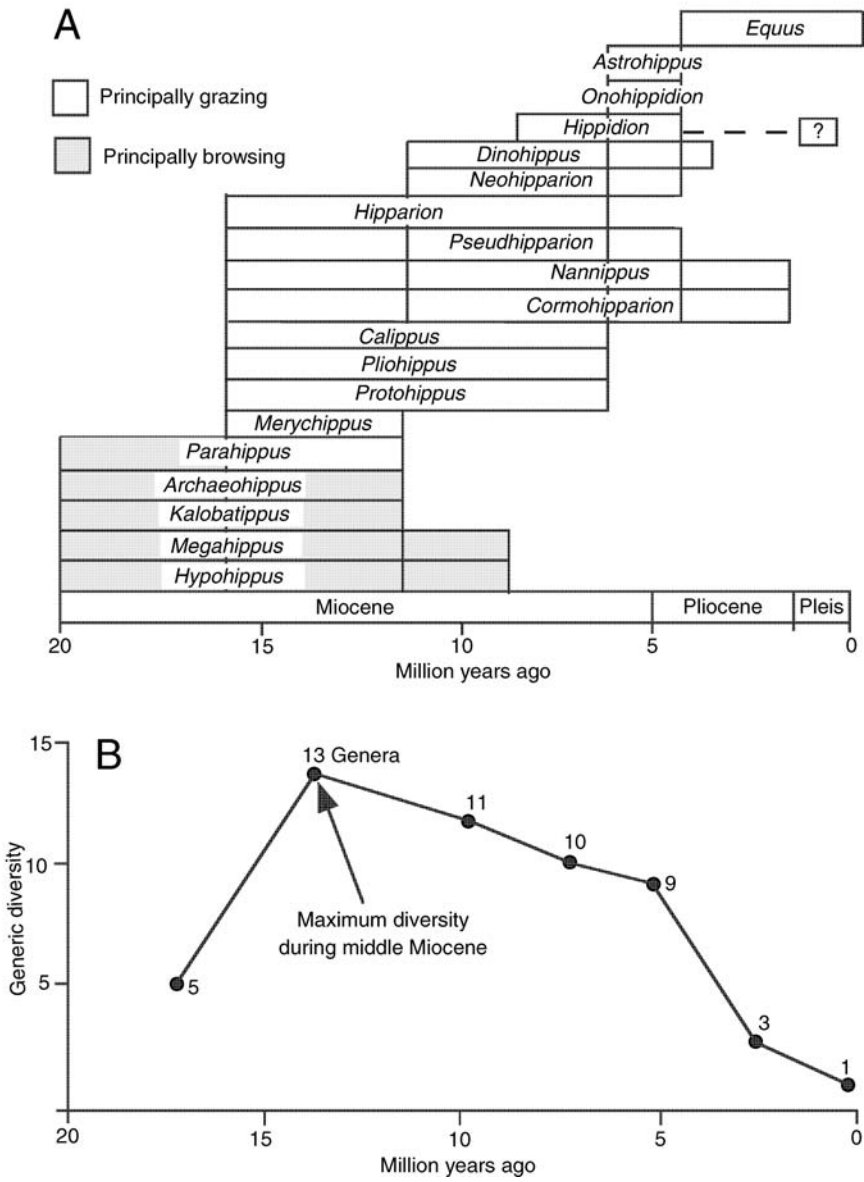 A
Equus
Astrohippus
Principally grazing
Onohippidion
Hippidion
?
Principally browsing
Dinohippus
Neohipparion
Hipparion
Pseudhipparion
Nannippus
Cormohipparion
Calippus
Pliohippus
Protohippus
Merychippus
Parahippus
Archaeohippus
Kalobatippus
Megahippus
Hypohippus
Miocene Pliocene Pleis
20 15 10 5 0
Million years ago
B
15
13 Genera
11
10
10
9
Maximum diversity
during middle Miocene
Generic diversity
5
5
3
1
20 15 10 5 0
Million years ago